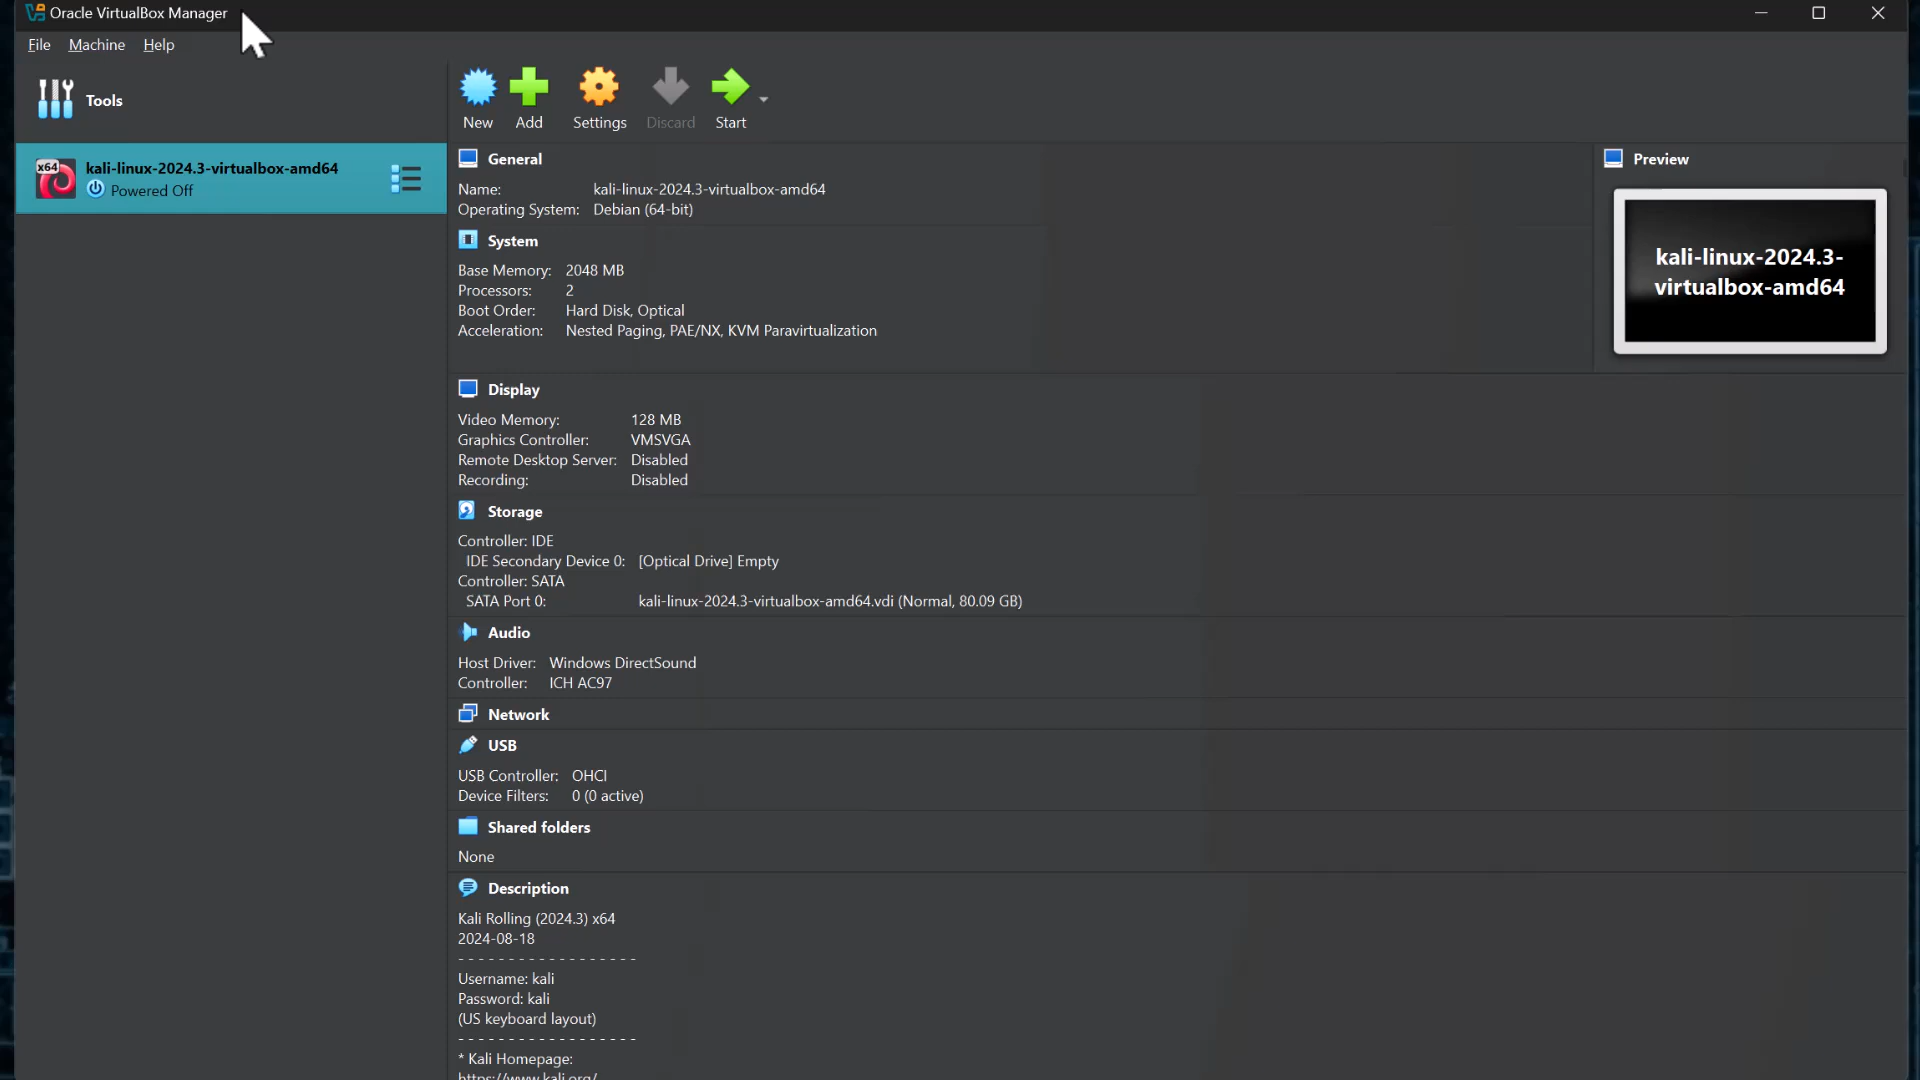 Oracle VirtualBox Manager
File Machine Help
Tools
New Add Settings Discard Start
x64
kali-linux-2024.3-virtualbox-amd64
Powered Off
General
Name: kali-linux-2024.3-virtualbox-amd64
Operating System: Debian (64-bit)
System
Base Memory: 2048 MB
Processors: 2
Boot Order: Hard Disk, Optical
Acceleration: Nested Paging, PAE/NX, KVM Paravirtualization
Preview
kali-linux-2024.3-
virtualbox-amd64
Display
Video Memory: 128 MB
Graphics Controller: VMSVGA
Remote Desktop Server: Disabled
Recording: Disabled
Storage
Controller: IDE
IDE Secondary Device 0: [Optical Drive] Empty
Controller: SATA
SATA Port 0: kali-linux-2024.3-virtualbox-amd64.vdi (Normal, 80.09 GB)
Audio
Host Driver: Windows DirectSound
Controller: ICH AC97
Network
USB
USB Controller: OHCI
Device Filters: 0 (0 active)
Shared folders
None
Description
Kali Rolling (2024.3) x64
2024-08-18
- - - - - - - - - - - - - - - - - -
Username: kali
Password: kali
(US keyboard layout)
- - - - - - - - - - - - - - - - - -
* Kali Homepage:
https://www.kali.org/